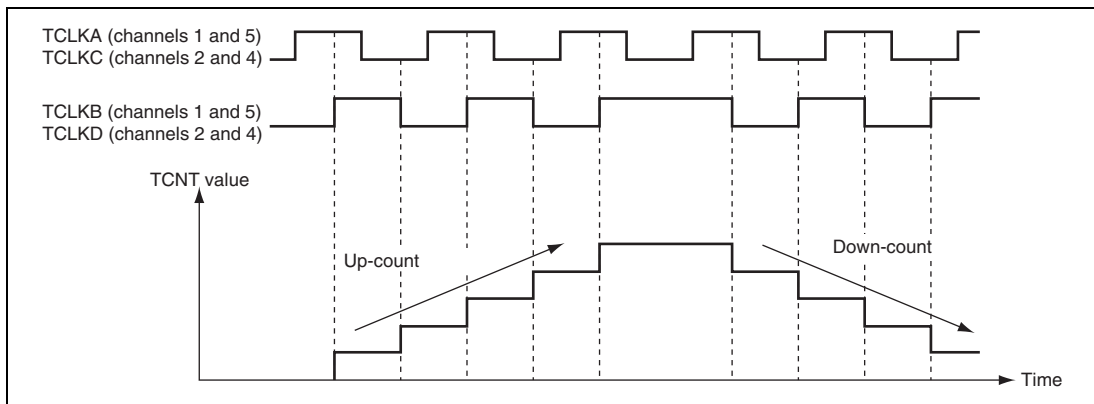 TCLKA (channels 1 and 5)
TCLKC (channels 2 and 4)
TCLKB (channels 1 and 5)
TCLKD (channels 2 and 4)
TCNT value
Up-count
Down-count
Time